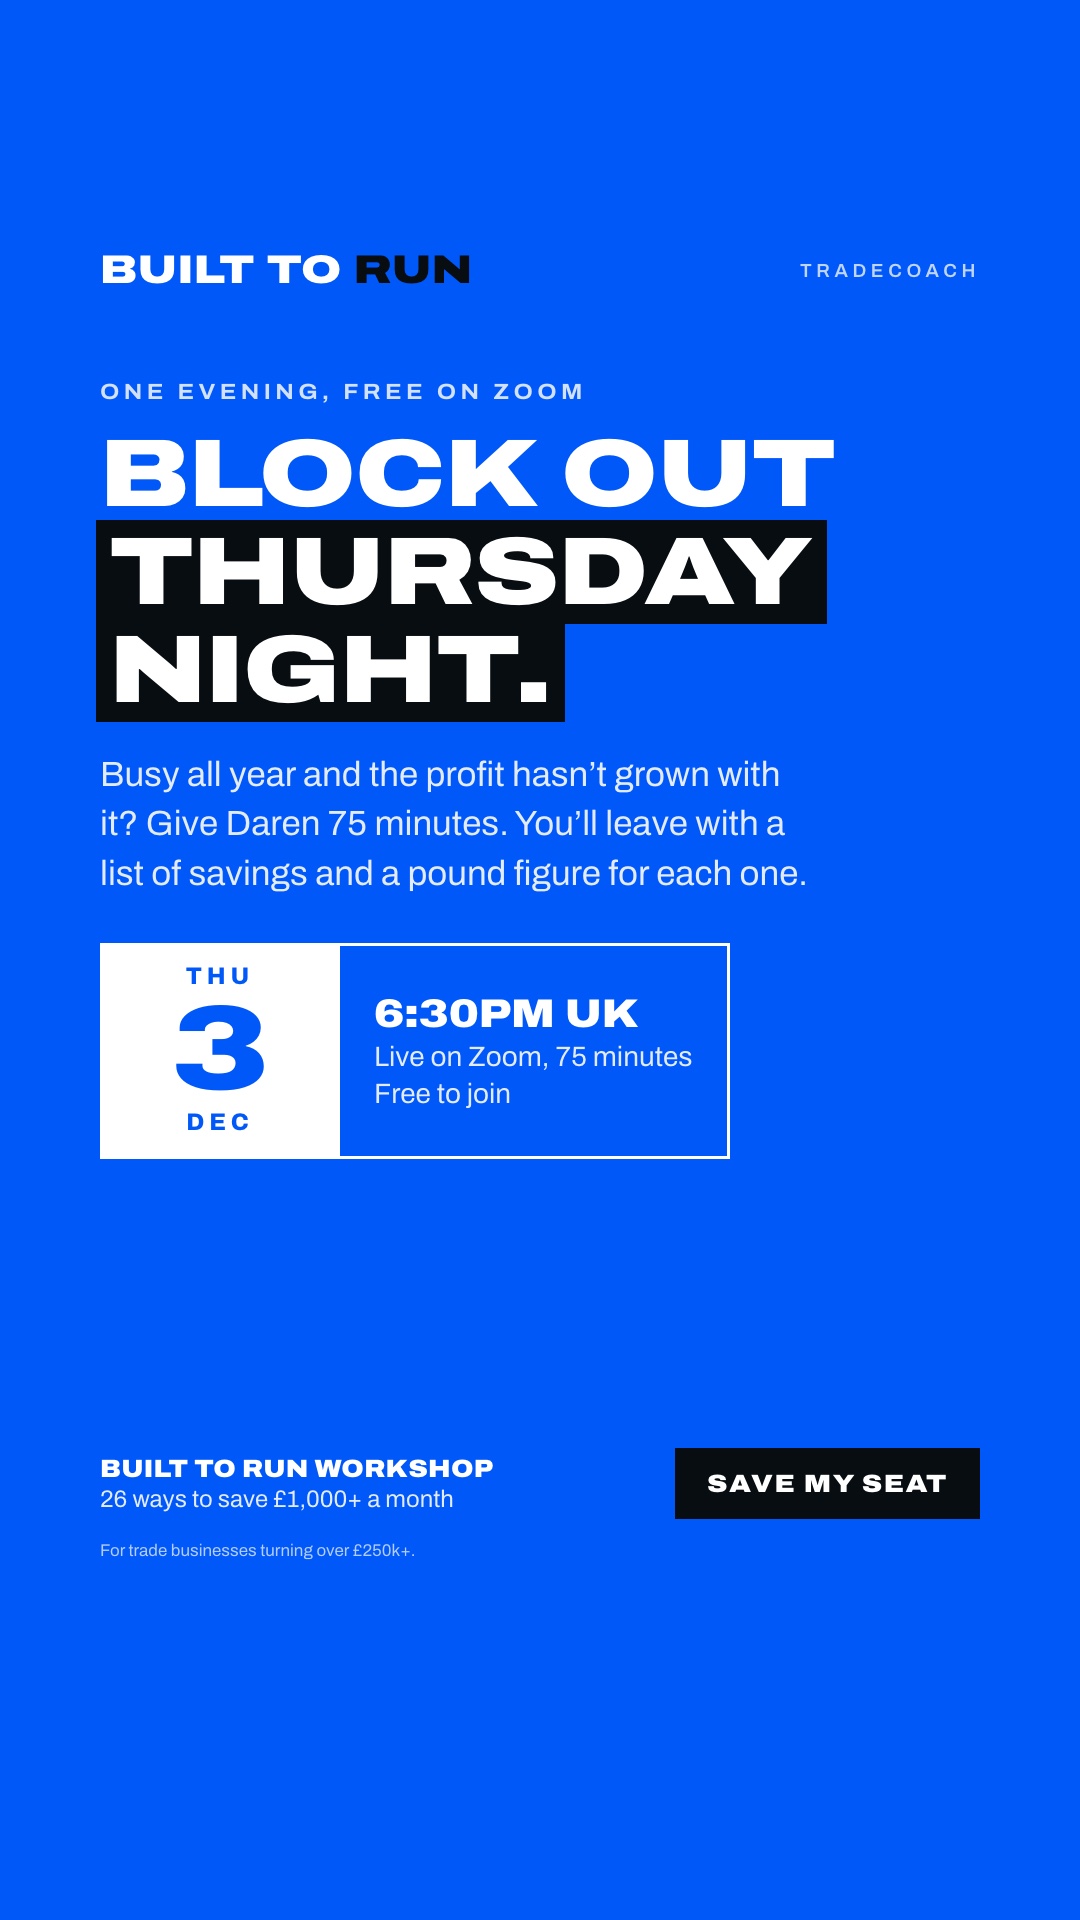 BUILT TO RUN
TRADECOACH
ONE EVENING, FREE ON ZOOM
BLOCK OUT
THURSDAY
NIGHT.
Busy all year and the profit hasn’t grown with
it? Give Daren 75 minutes. You’ll leave with a
list of savings and a pound figure for each one.
THU
3
DEC
6:30PM UK
Live on Zoom, 75 minutes
Free to join
BUILT TO RUN WORKSHOP
26 ways to save £1,000+ a month
SAVE MY SEAT
For trade businesses turning over £250k+.